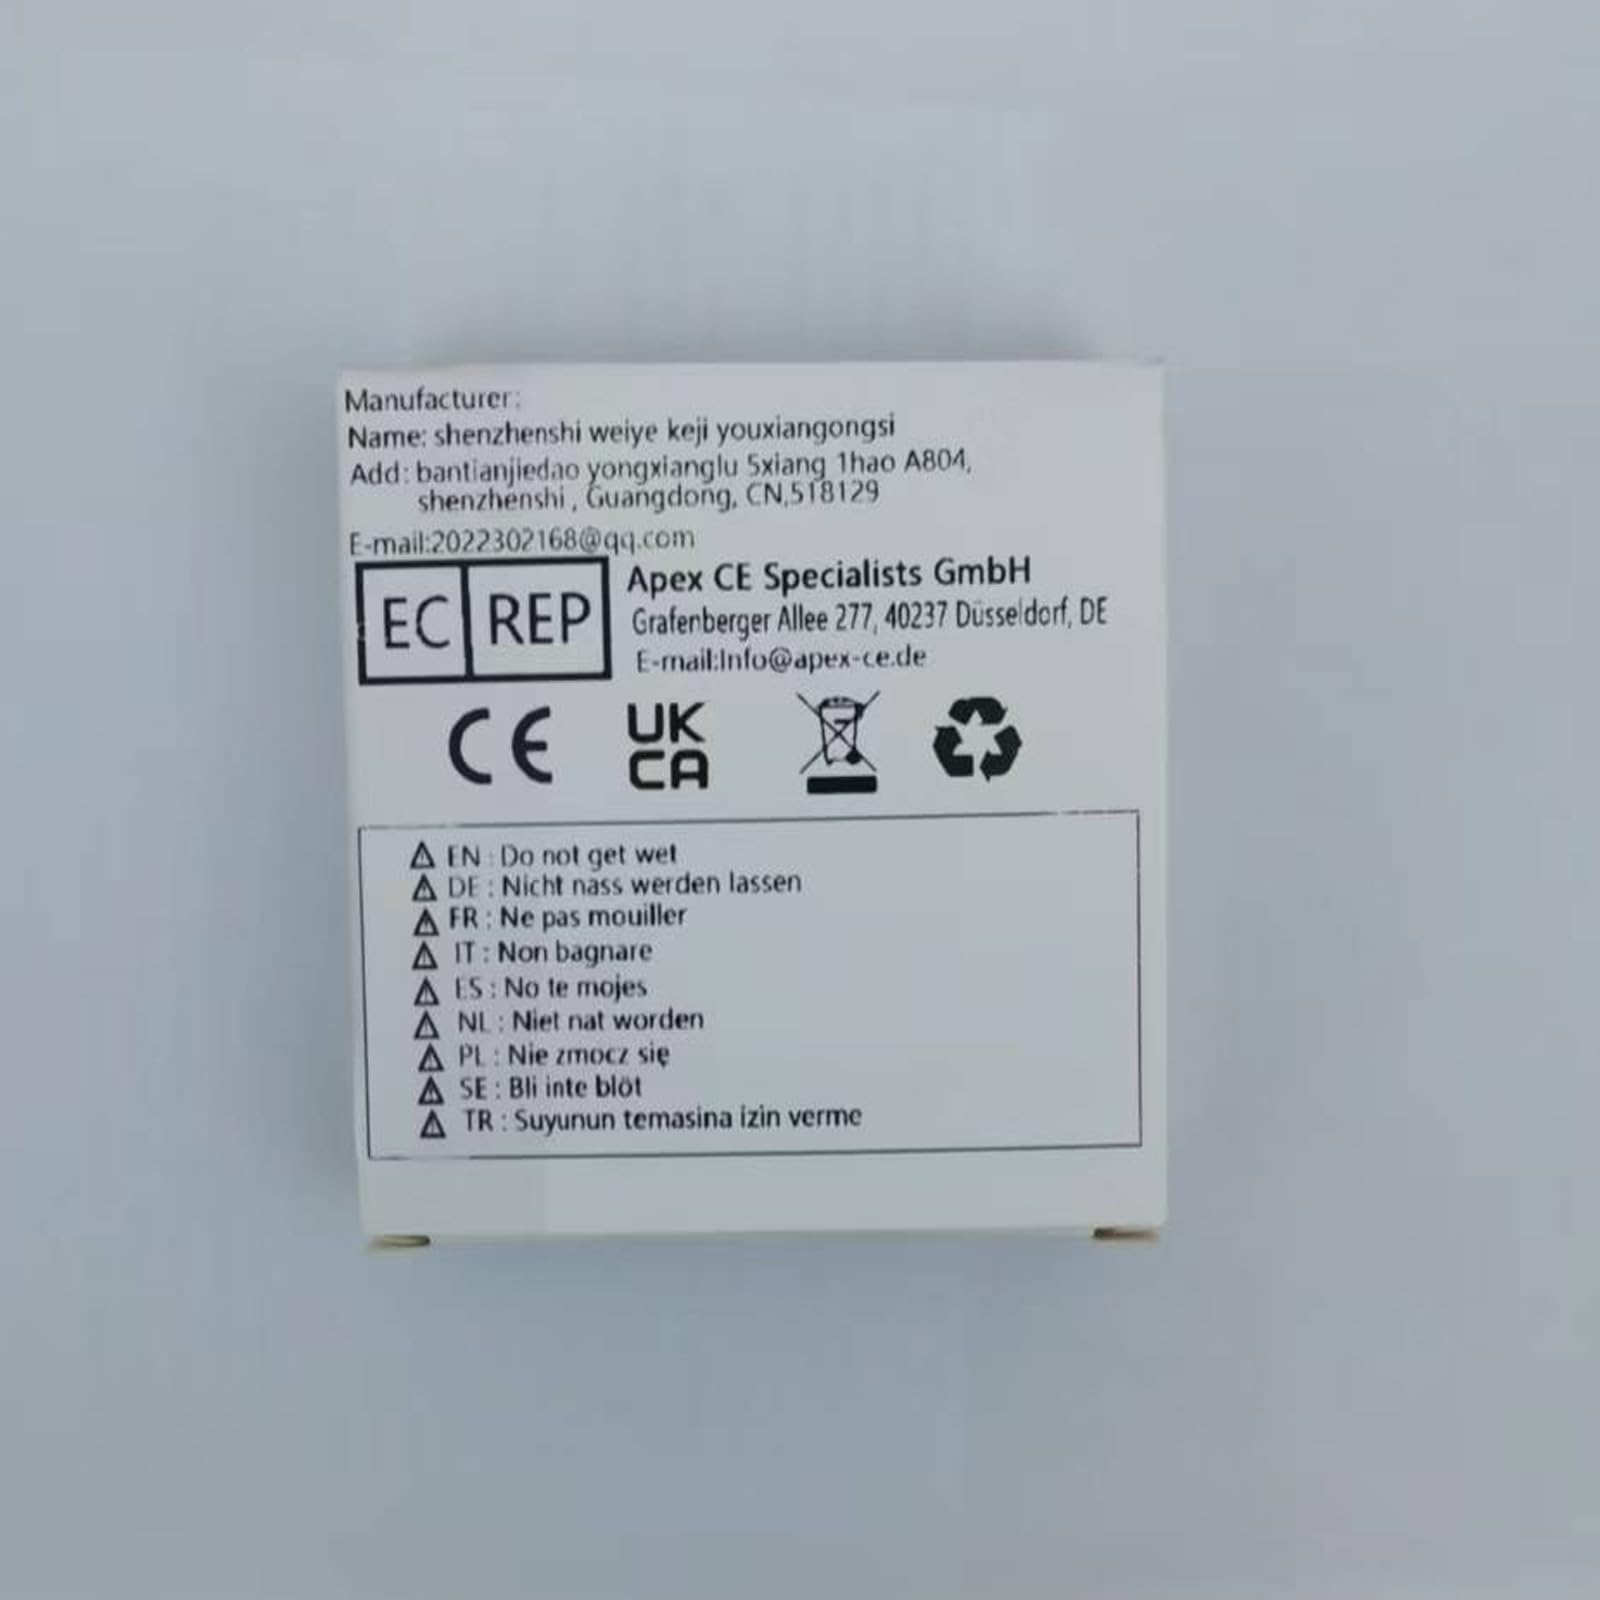 Manufacturer:
Name: shenzhenshi weiye keji youxiangongsi
Add: bantianjiedao yongxianglu 5xiang 1hao A804,
shenzhenshi, Guangdong, CN,518129
E-mail:2022302168@qq.com
EC REP
Apex CE Specialists GmbH
Grafenberger Allee 277, 40237 Düsseldorf, DE
E-mail:Info@apex-ce.de
CE
UK
CA
EN : Do not get wet
DE : Nicht nass werden lassen
FR : Ne pas mouiller
IT : Non bagnare
ES : No te mojes
NL : Niet nat worden
PL : Nie zmocz się
SE : Bli inte blöt
TR : Suyunun temasina izin verme